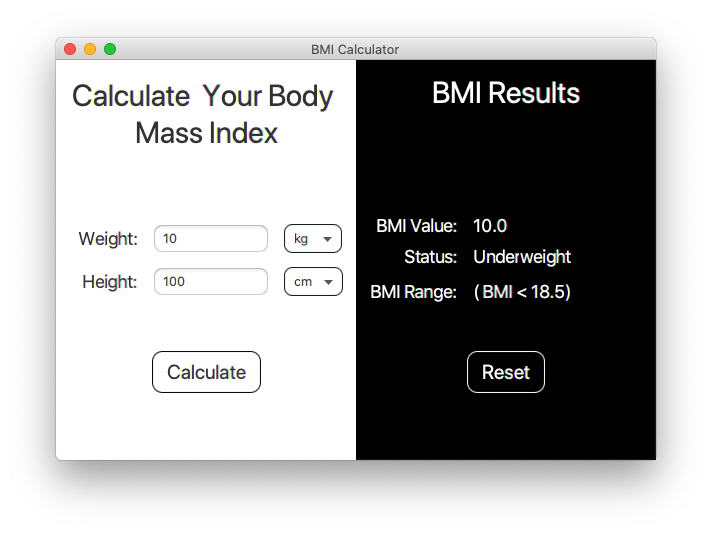 BMI Calculator
Calculate  Your Body
Mass Index
Weight: 10 kg
Height: 100 cm
Calculate
BMI Results
BMI Value: 10.0
Status: Underweight
BMI Range: ( BMI < 18.5)
Reset